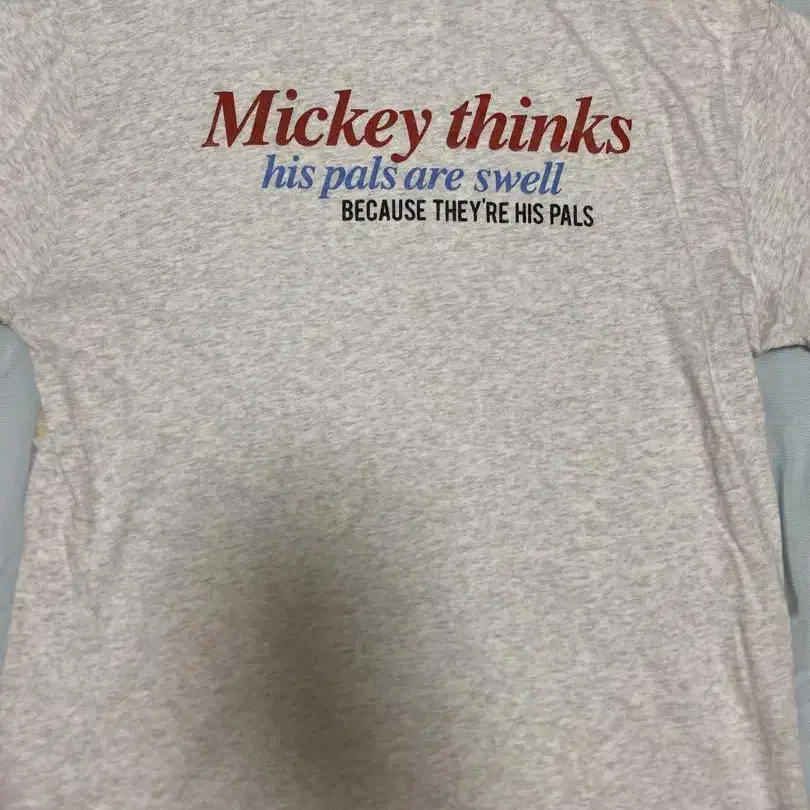 Mickey thinks
his pals are swell
BECAUSE THEY'RE HIS PALS